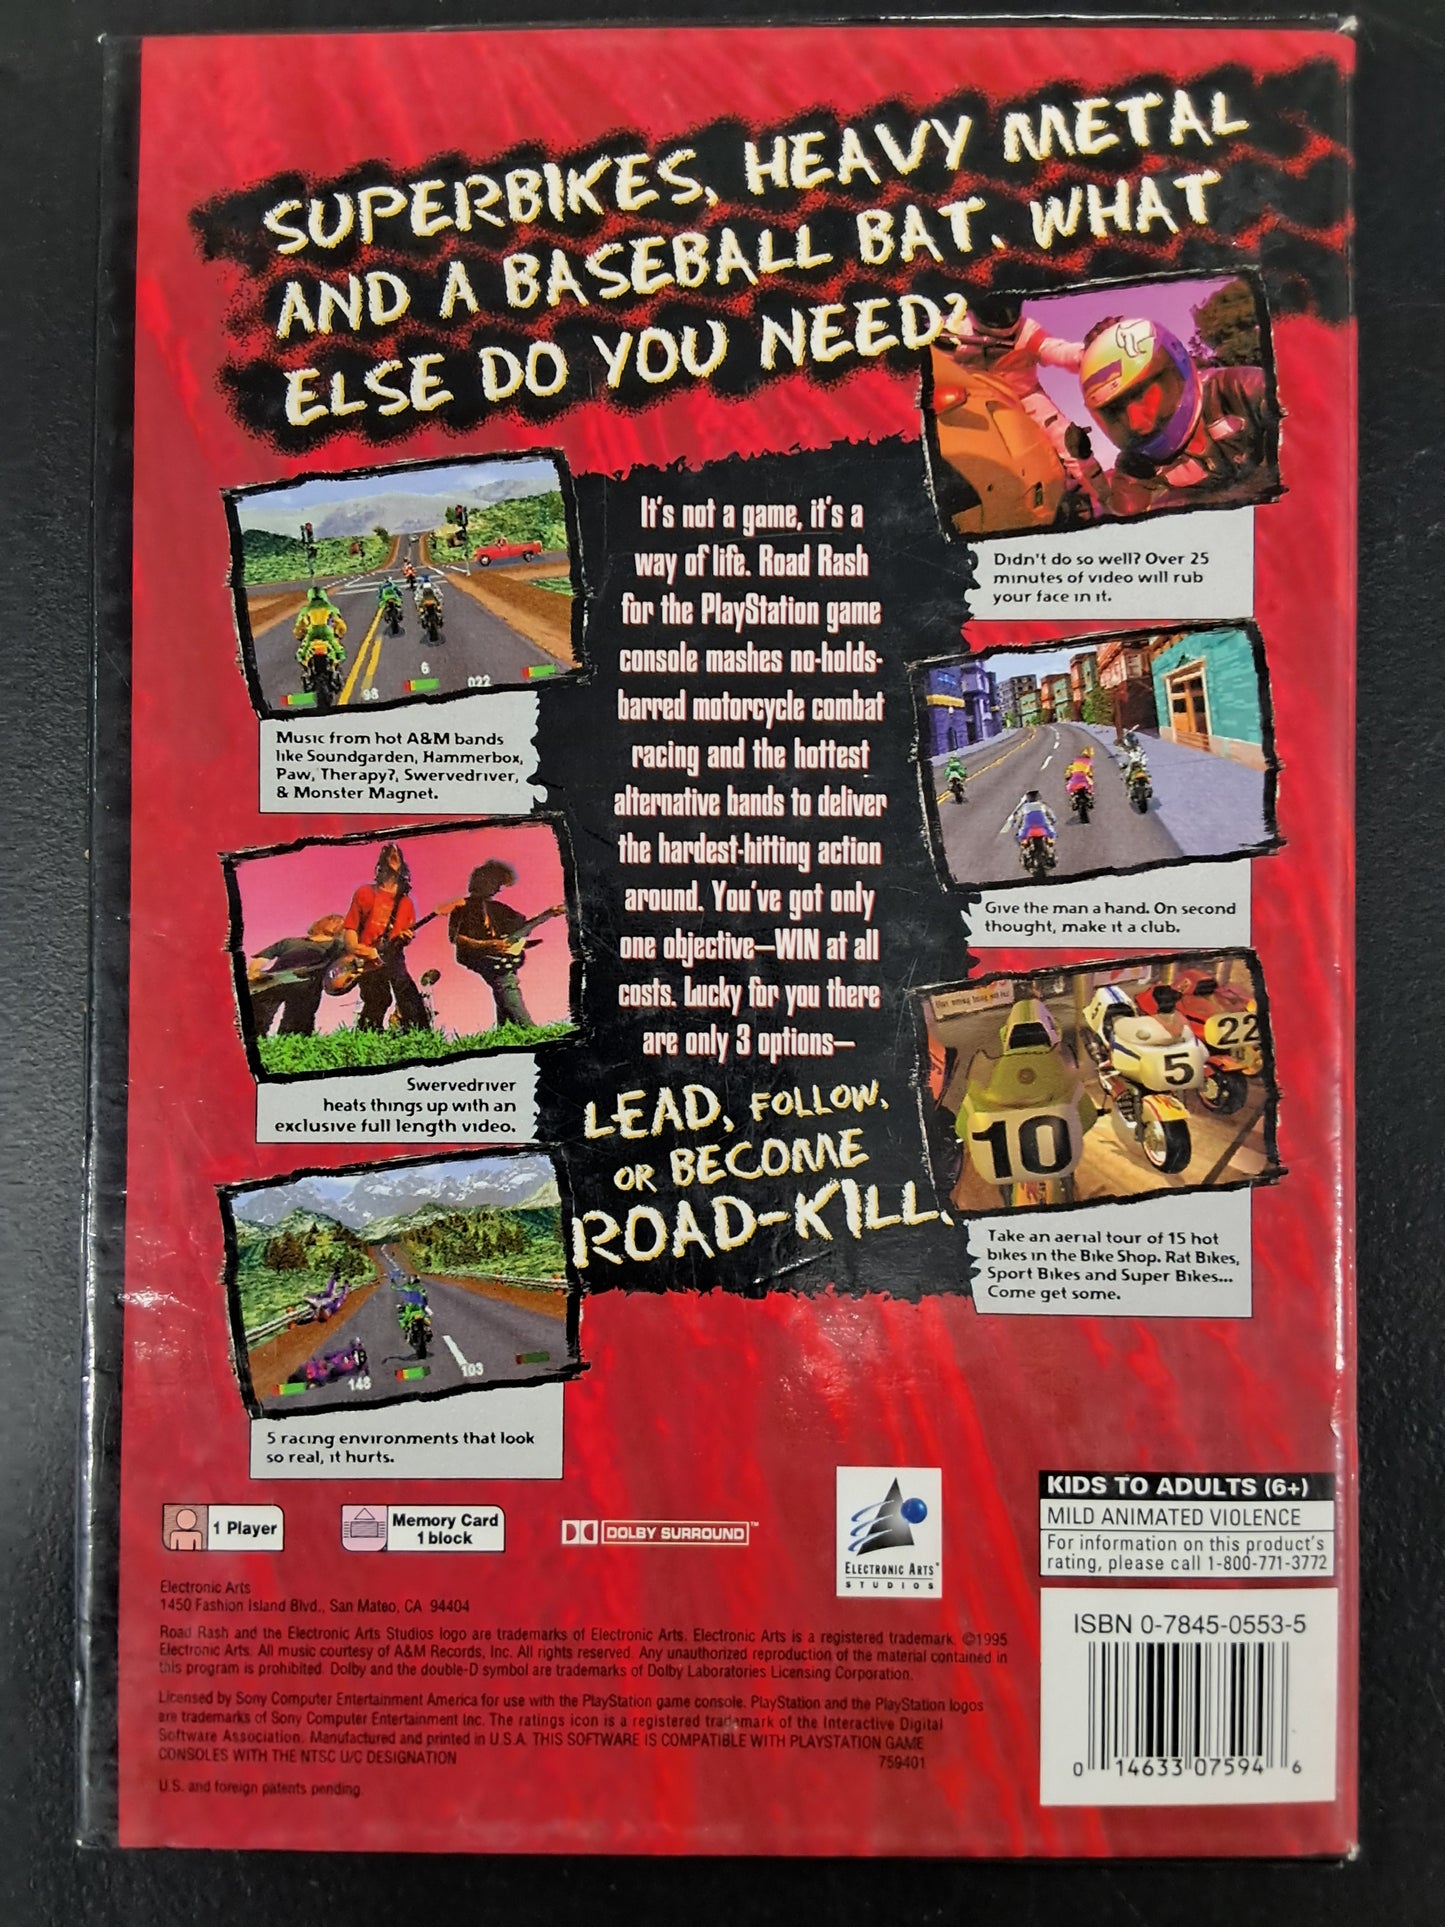 SUPERBIKES, HEAVY METAL
AND A BASEBALL BAT. WHAT
ELSE DO YOU NEED?
It's not a game, it's a
way of life. Road Rash
for the PlayStation game
console mashes no-holds-
barred motorcycle combat
racing and the hottest
alternative bands to deliver
the hardest-hitting action
around. You've got only
one objective—WIN at all
costs. Lucky for you there
are only 3 options—
LEAD, FOLLOW,
OR BECOME
ROAD-KILL.
98
6
022
Music from hot A&M bands
like Soundgarden, Hammerbox,
Paw, Therapy?, Swervedriver,
& Monster Magnet.
Swervedriver
heats things up with an
exclusive full length video.
148
103
5 racing environments that look
so real, it hurts.
Didn't do so well? Over 25
minutes of video will rub
your face in it.
Give the man a hand. On second
thought, make it a club.
10
5
22
Take an aerial tour of 15 hot
bikes in the Bike Shop. Rat Bikes,
Sport Bikes and Super Bikes...
Come get some.
1 Player
Memory Card
1 block
DOLBY SURROUND™
ELECTRONIC ARTS®
STUDIOS
KIDS TO ADULTS (6+)
MILD ANIMATED VIOLENCE
For information on this product's
rating, please call 1-800-771-3772
ISBN 0-7845-0553-5
0 14633 07594 6
Electronic Arts
1450 Fashion Island Blvd., San Mateo, CA 94404
Road Rash and the Electronic Arts Studios logo are trademarks of Electronic Arts. Electronic Arts is a registered trademark. ©1995
Electronic Arts. All music courtesy of A&M Records, Inc. All rights reserved. Any unauthorized reproduction of the material contained in
this program is prohibited. Dolby and the double-D symbol are trademarks of Dolby Laboratories Licensing Corporation.
Licensed by Sony Computer Entertainment America for use with the PlayStation game console. PlayStation and the PlayStation logos
are trademarks of Sony Computer Entertainment Inc. The ratings icon is a registered trademark of the Interactive Digital
Software Association. Manufactured and printed in U.S.A. THIS SOFTWARE IS COMPATIBLE WITH PLAYSTATION GAME
CONSOLES WITH THE NTSC U/C DESIGNATION
759401
U.S. and foreign patents pending.